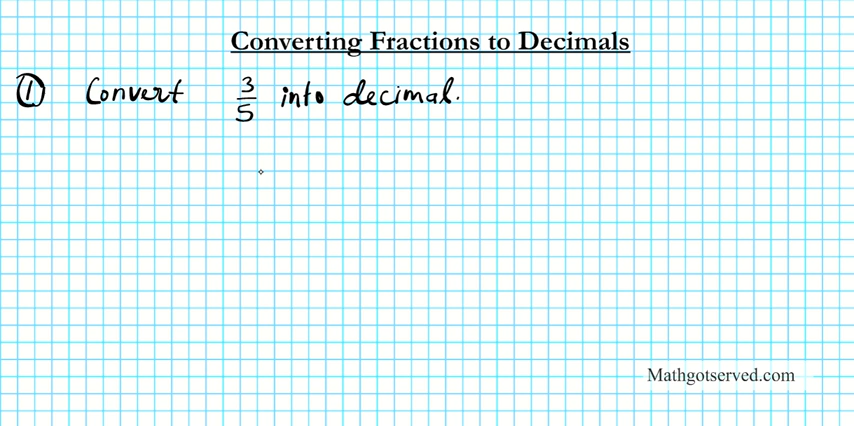 Converting Fractions to Decimals
① Convert 3/5 into decimal.
Mathgotserved.com